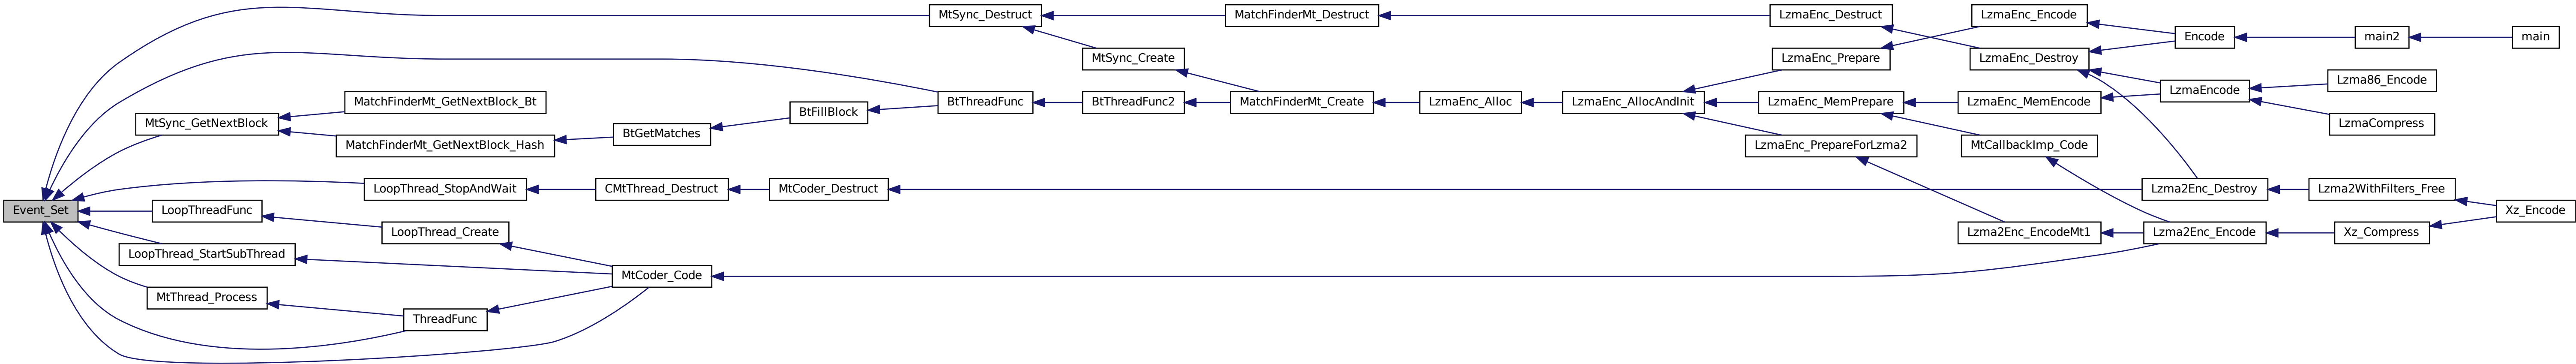 Event_Set
MtSync_Destruct
MatchFinderMt_Destruct
LzmaEnc_Destruct
LzmaEnc_Encode
Encode
main2
main
MtSync_Create
LzmaEnc_Prepare
LzmaEnc_Destroy
Lzma86_Encode
MatchFinderMt_GetNextBlock_Bt
BtFillBlock
BtThreadFunc
BtThreadFunc2
MatchFinderMt_Create
LzmaEnc_Alloc
LzmaEnc_AllocAndInit
LzmaEnc_MemPrepare
LzmaEnc_MemEncode
LzmaEncode
MtSync_GetNextBlock
LzmaCompress
MatchFinderMt_GetNextBlock_Hash
BtGetMatches
LzmaEnc_PrepareForLzma2
MtCallbackImp_Code
LoopThread_StopAndWait
CMtThread_Destruct
MtCoder_Destruct
Lzma2Enc_Destroy
Lzma2WithFilters_Free
LoopThreadFunc
Xz_Encode
LoopThread_Create
Lzma2Enc_EncodeMt1
Lzma2Enc_Encode
Xz_Compress
LoopThread_StartSubThread
MtCoder_Code
MtThread_Process
ThreadFunc